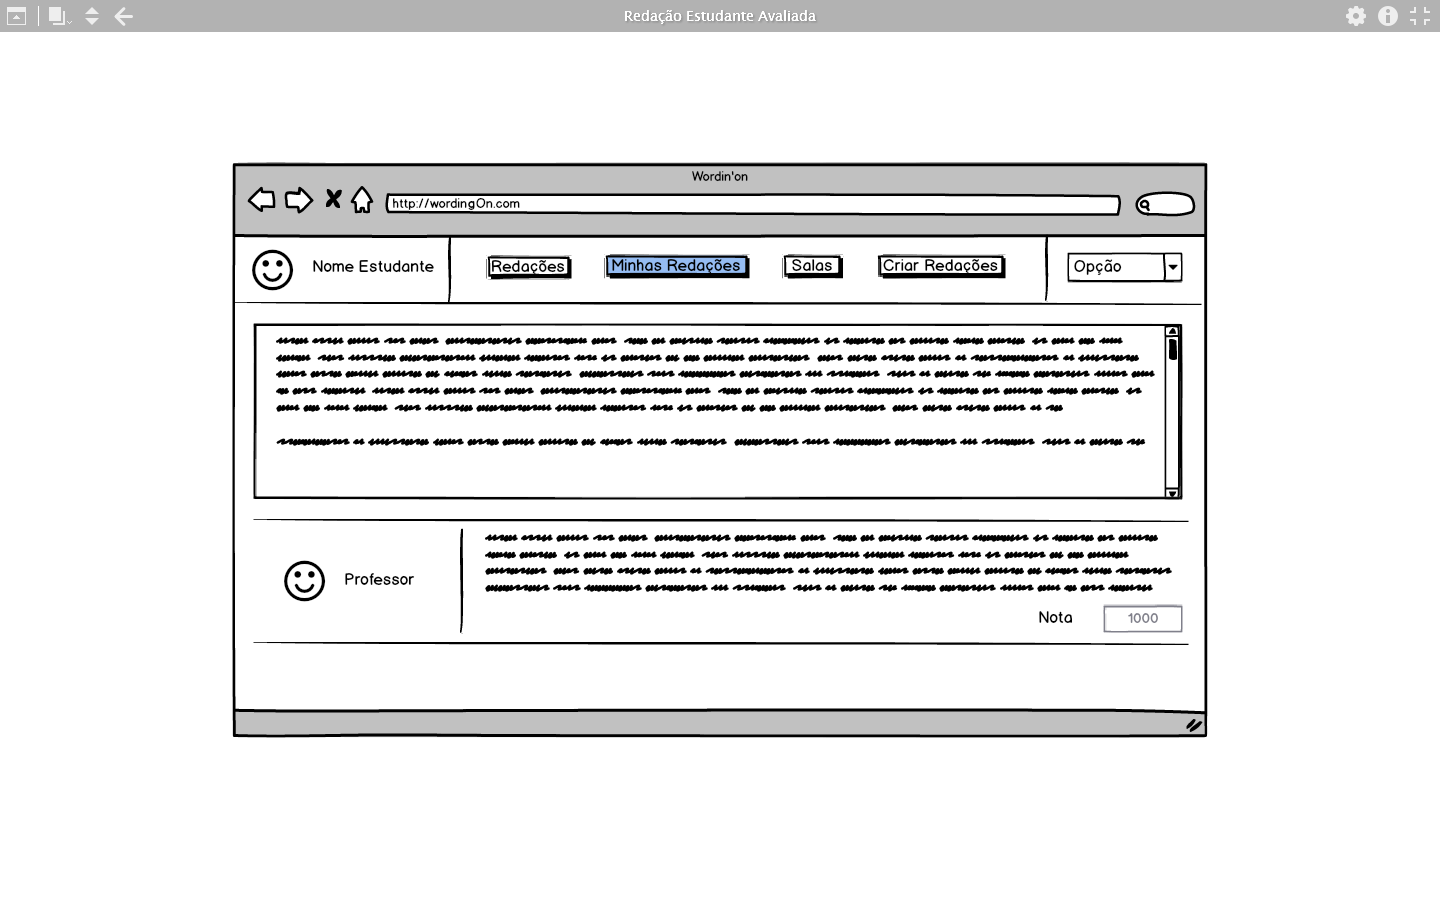 Redação Estudante Avaliada
Wordin'on
http://wordingOn.com
Nome Estudante
Redações
Minhas Redações
Salas
Criar Redações
Opção
Professor
Nota
1000